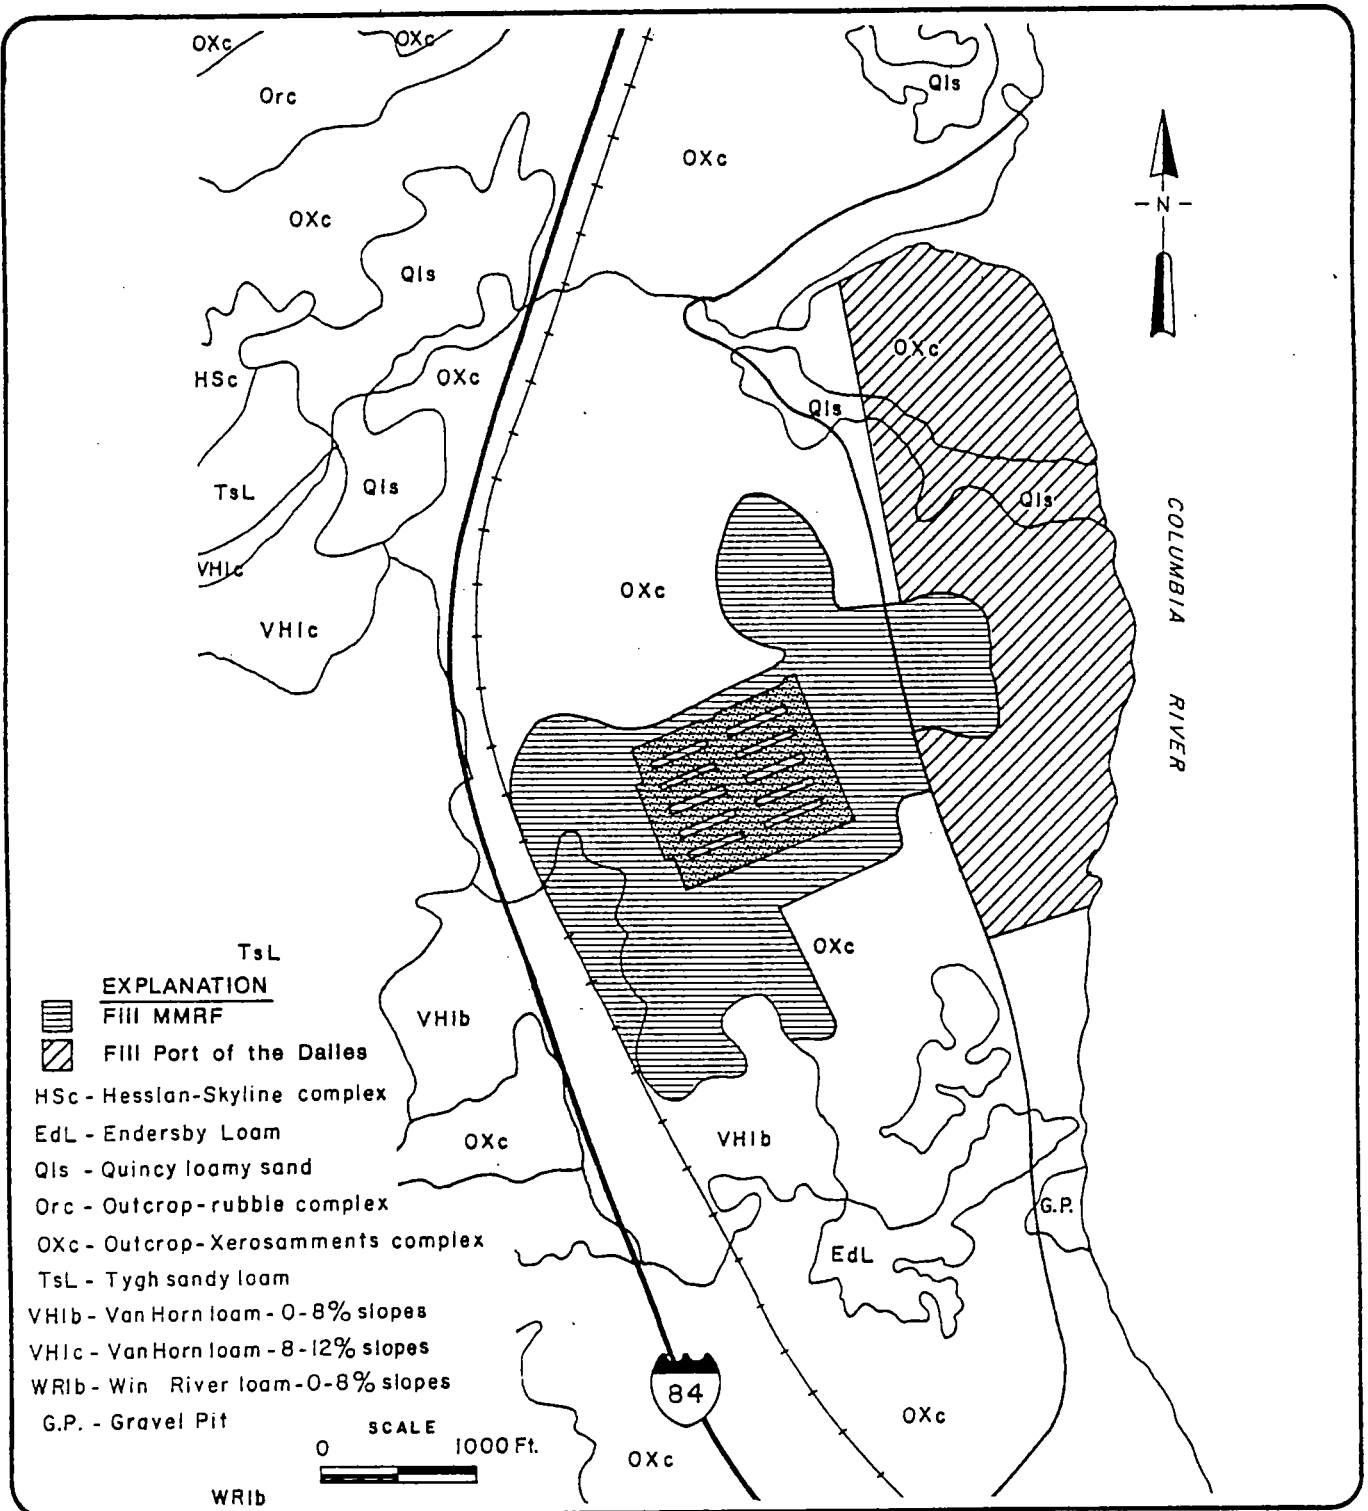 OXc
OXc
Orc
Qls
OXc
N
OXc
Qls
OXc
HSc
OXc
Qls
TsL
Qls
Qls
COLUMBIA RIVER
VHlc
OXc
VHlc
OXc
TsL
EXPLANATION
Fill MMRF
VHlb
Fill Port of the Dalles
HSc - Hesslan-Skyline complex
EdL - Endersby Loam
VHlb
OXc
Qls - Quincy loamy sand
Orc - Outcrop-rubble complex
G.P.
OXc - Outcrop-Xerosamments complex
EdL
TsL - Tygh sandy loam
VHlb - Van Horn loam - 0-8% slopes
VHlc - Van Horn loam - 8-12% slopes
WRlb - Win River loam - 0-8% slopes
84
G.P. - Gravel Pit
OXc
SCALE
0 1000 Ft.
OXc
WRlb